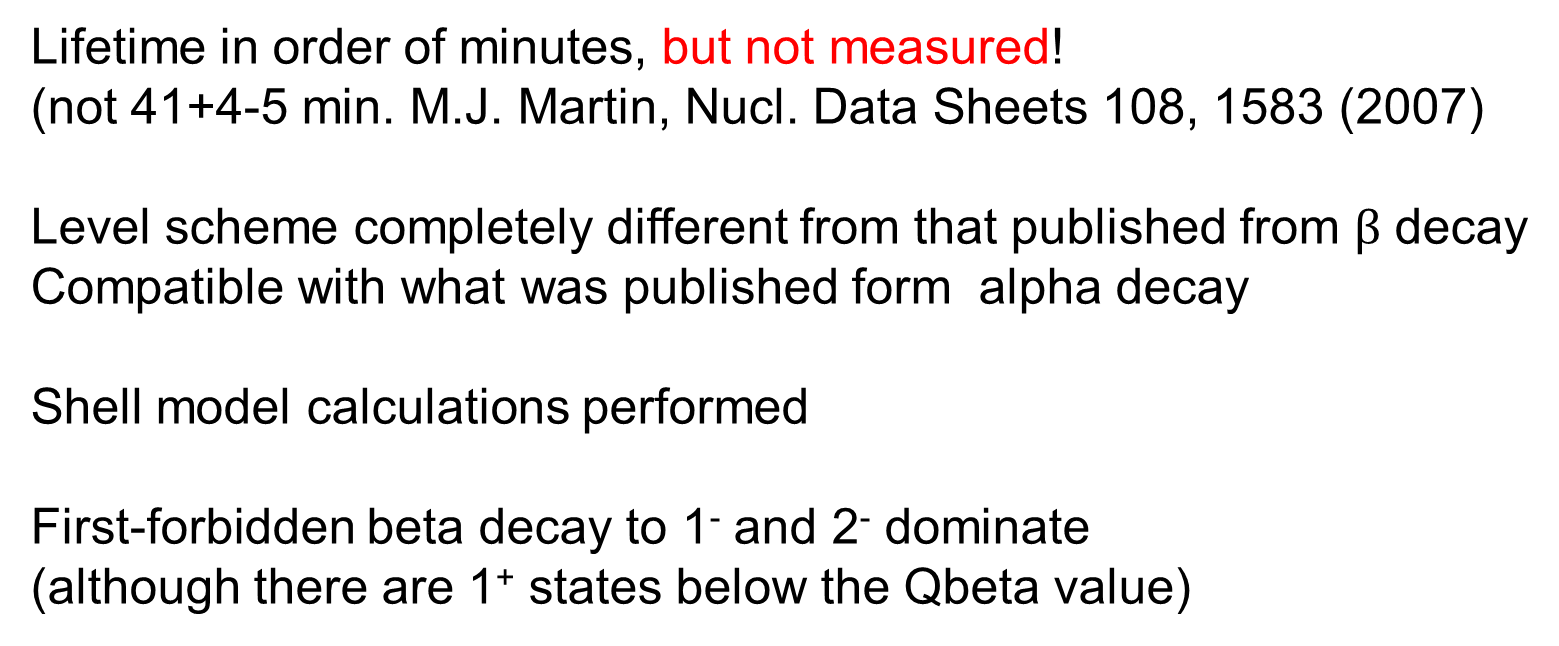 Lifetime in order of minutes, but not measured!
(not 41+4-5 min. M.J. Martin, Nucl. Data Sheets 108, 1583 (2007)
Level scheme completely different from that published from β decay
Compatible with what was published form  alpha decay
Shell model calculations performed
First-forbidden beta decay to 1⁻ and 2⁻ dominate
(although there are 1⁺ states below the Qbeta value)